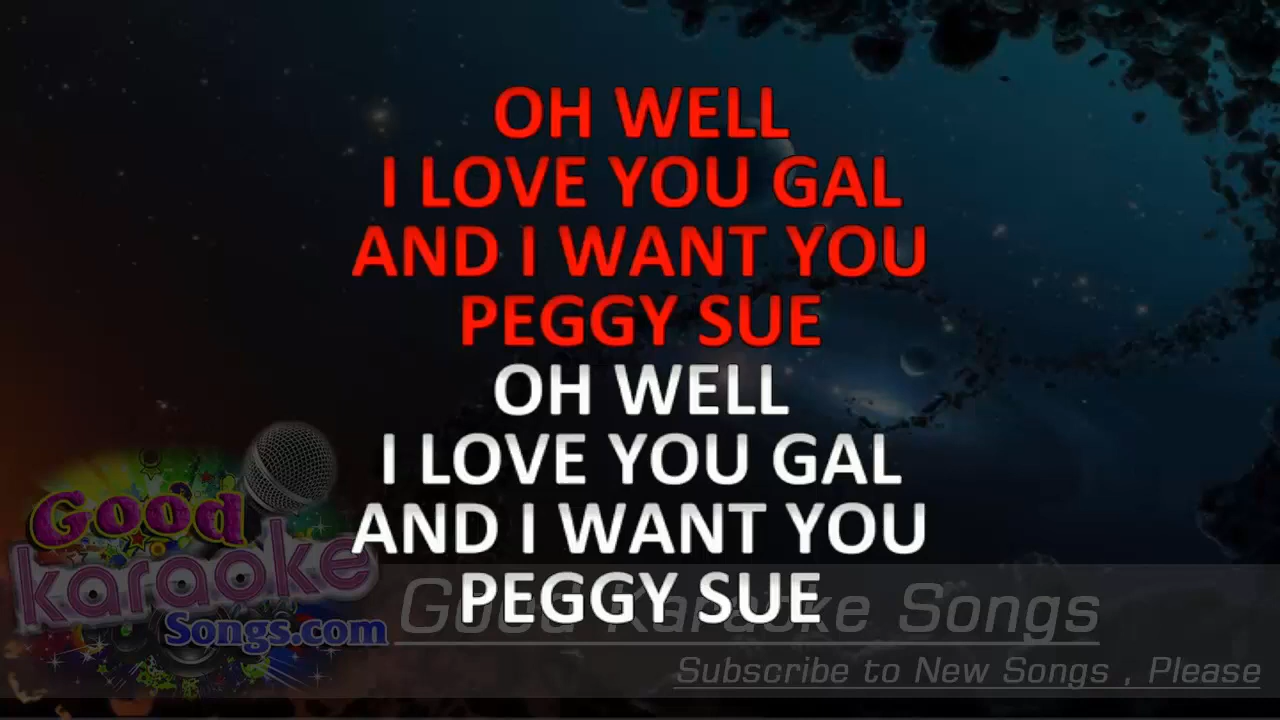 OH WELL
I LOVE YOU GAL
AND I WANT YOU
PEGGY SUE
OH WELL
I LOVE YOU GAL
AND I WANT YOU
PEGGY SUE
Good
karaoke
Songs.com
Good Karaoke Songs
Subscribe to New Songs , Please